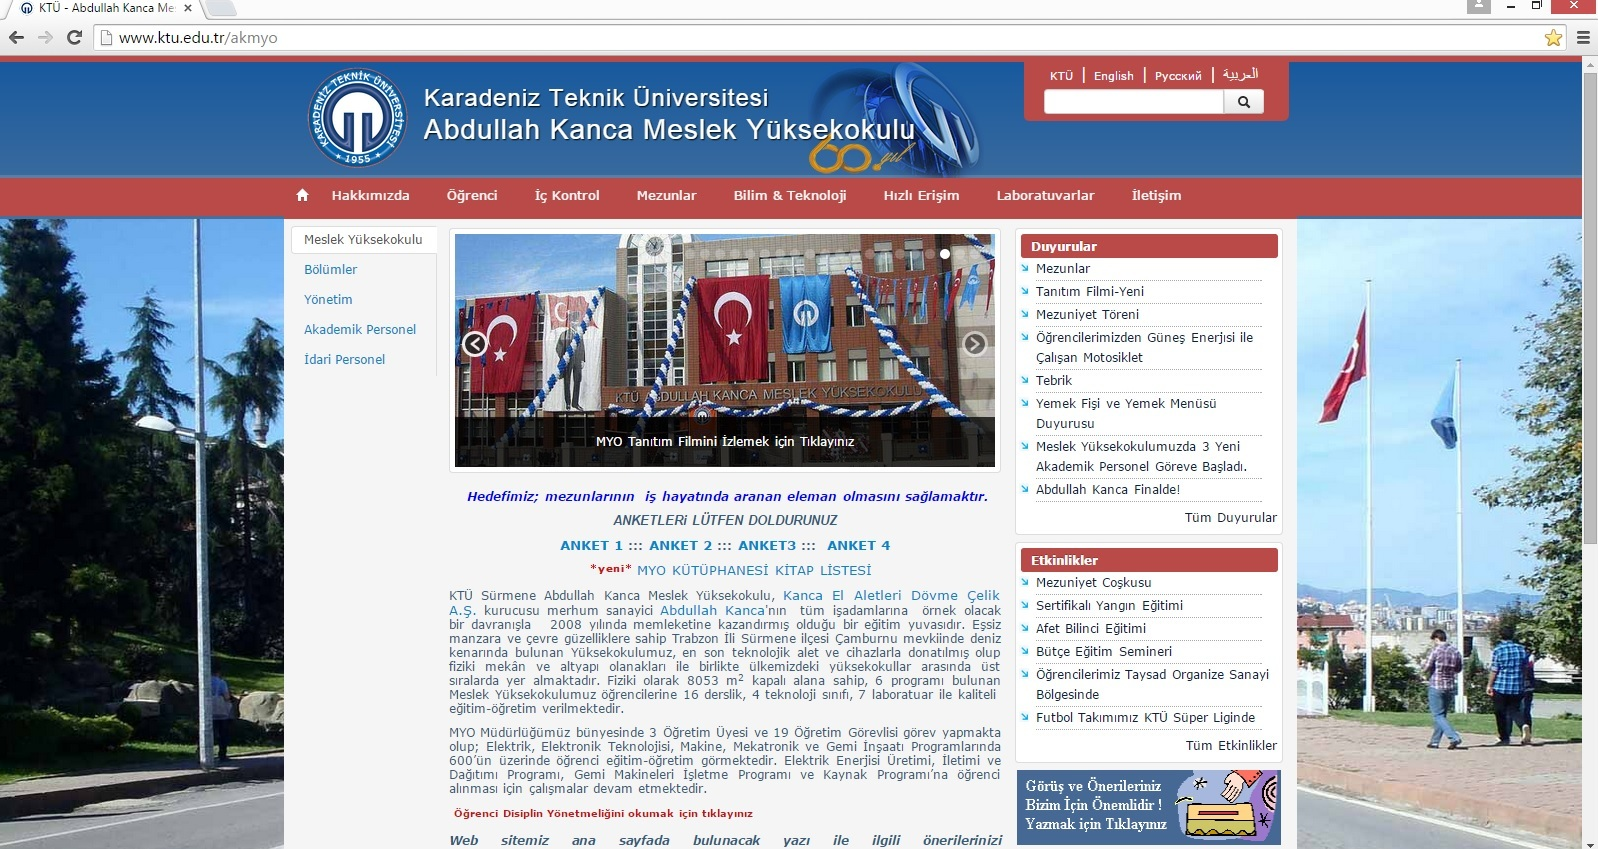 KTÜ - Abdullah Kanca Me
www.ktu.edu.tr/akmyo
KARADENİZ TEKNİK ÜNİVERSİTESİ
1955
Karadeniz Teknik Üniversitesi
Abdullah Kanca Meslek Yüksekokulu
60.yıl
KTÜ | English | Русский | العربية
Hakkımızda Öğrenci İç Kontrol Mezunlar Bilim & Teknoloji Hızlı Erişim Laboratuvarlar İletişim
Meslek Yüksekokulu
Bölümler
Yönetim
Akademik Personel
İdari Personel
KTÜ ABDULLAH KANCA MESLEK YÜKSEKOKULU
MYO Tanıtım Filmini İzlemek için Tıklayınız
Hedefimiz; mezunlarının iş hayatında aranan eleman olmasını sağlamaktır.
ANKETLERi LÜTFEN DOLDURUNUZ
ANKET 1 ::: ANKET 2 ::: ANKET3 ::: ANKET 4
*yeni* MYO KÜTÜPHANESİ KİTAP LİSTESİ
KTÜ Sürmene Abdullah Kanca Meslek Yüksekokulu, Kanca El Aletleri Dövme Çelik
A.Ş. kurucusu merhum sanayici Abdullah Kanca'nın tüm işadamlarına örnek olacak
bir davranışla 2008 yılında memleketine kazandırmış olduğu bir eğitim yuvasıdır. Eşsiz
manzara ve çevre güzelliklere sahip Trabzon İli Sürmene ilçesi Çamburnu mevkiinde deniz
kenarında bulunan Yüksekokulumuz, en son teknolojik alet ve cihazlarla donatılmış olup
fiziki mekân ve altyapı olanakları ile birlikte ülkemizdeki yüksekokullar arasında üst
sıralarda yer almaktadır. Fiziki olarak 8053 m² kapalı alana sahip, 6 programı bulunan
Meslek Yüksekokulumuz öğrencilerine 16 derslik, 4 teknoloji sınıfı, 7 laboratuar ile kaliteli
eğitim-öğretim verilmektedir.
MYO Müdürlüğümüz bünyesinde 3 Öğretim Üyesi ve 19 Öğretim Görevlisi görev yapmakta
olup; Elektrik, Elektronik Teknolojisi, Makine, Mekatronik ve Gemi İnşaatı Programlarında
600’ün üzerinde öğrenci eğitim-öğretim görmektedir. Elektrik Enerjisi Üretimi, İletimi ve
Dağıtımı Programı, Gemi Makineleri İşletme Programı ve Kaynak Programı’na öğrenci
alınması için çalışmalar devam etmektedir.
Öğrenci Disiplin Yönetmeliğini okumak için tıklayınız
Web sitemiz ana sayfada bulunacak yazı ile ilgili önerilerinizi
Duyurular
Mezunlar
Tanıtım Filmi-Yeni
Mezuniyet Töreni
Öğrencilerimizden Güneş Enerjısi ile
Çalışan Motosiklet
Tebrik
Yemek Fişi ve Yemek Menüsü
Duyurusu
Meslek Yüksekokulumuzda 3 Yeni
Akademik Personel Göreve Başladı.
Abdullah Kanca Finalde!
Tüm Duyurular
Etkinlikler
Mezuniyet Coşkusu
Sertifikalı Yangın Eğitimi
Afet Bilinci Eğitimi
Bütçe Eğitim Semineri
Öğrencilerimiz Taysad Organize Sanayi
Bölgesinde
Futbol Takımımız KTÜ Süper Liginde
Tüm Etkinlikler
Görüş ve Önerileriniz
Bizim İçin Önemlidir !
Yazmak için Tıklayınız